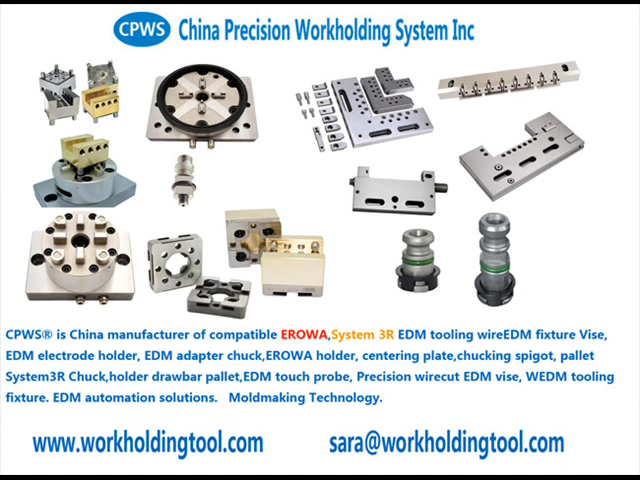 CPWS China Precision Workholding System Inc
CPWS® is China manufacturer of compatible EROWA,System 3R EDM tooling wireEDM fixture Vise,
EDM electrode holder, EDM adapter chuck,EROWA holder, centering plate,chucking spigot, pallet
System3R Chuck,holder drawbar pallet,EDM touch probe, Precision wirecut EDM vise, WEDM tooling
fixture. EDM automation solutions. Moldmaking Technology.
www.workholdingtool.com sara@workholdingtool.com